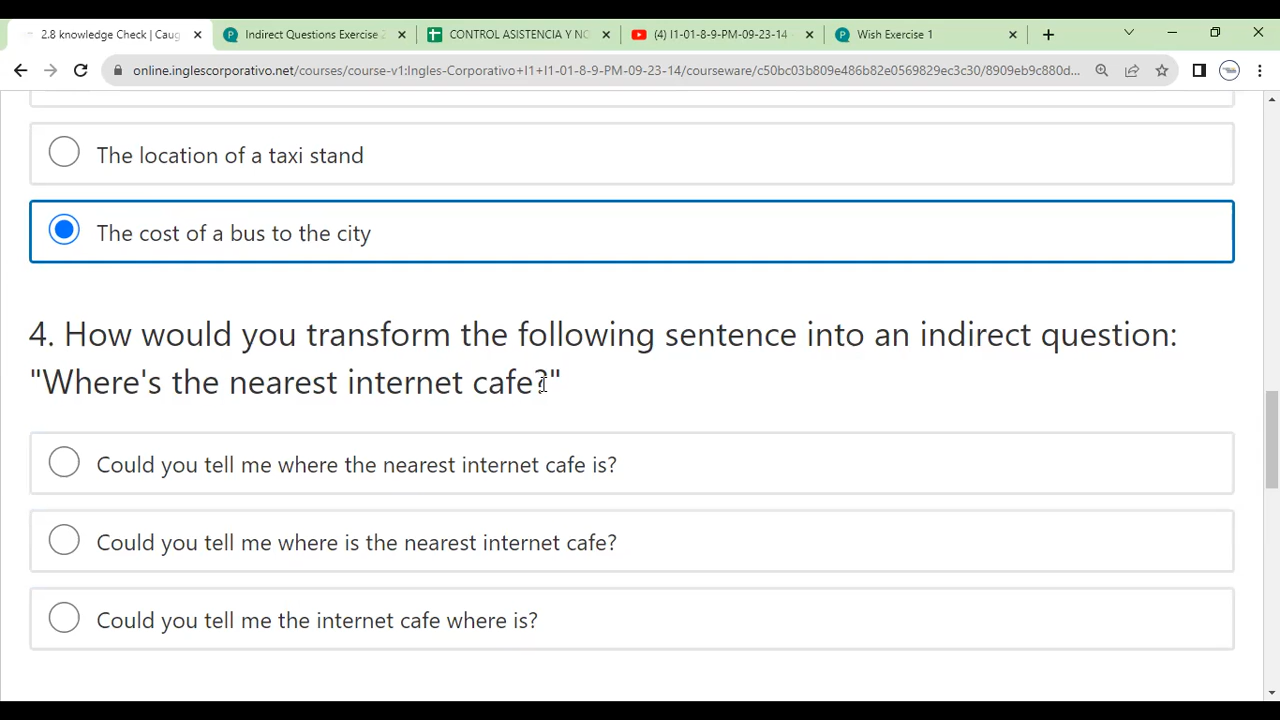 2.8 knowledge Check | Caug
Indirect Questions Exercise
CONTROL ASISTENCIA Y NO
(4) I1-01-8-9-PM-09-23-14
Wish Exercise 1
online.inglescorporativo.net/courses/course-v1:Ingles-Corporativo+I1+I1-01-8-9-PM-09-23-14/courseware/c50bc03b809e486b82e0569829ec3c30/8909eb9c880d...
The location of a taxi stand
The cost of a bus to the city
4. How would you transform the following sentence into an indirect question:
"Where's the nearest internet cafe?"
Could you tell me where the nearest internet cafe is?
Could you tell me where is the nearest internet cafe?
Could you tell me the internet cafe where is?